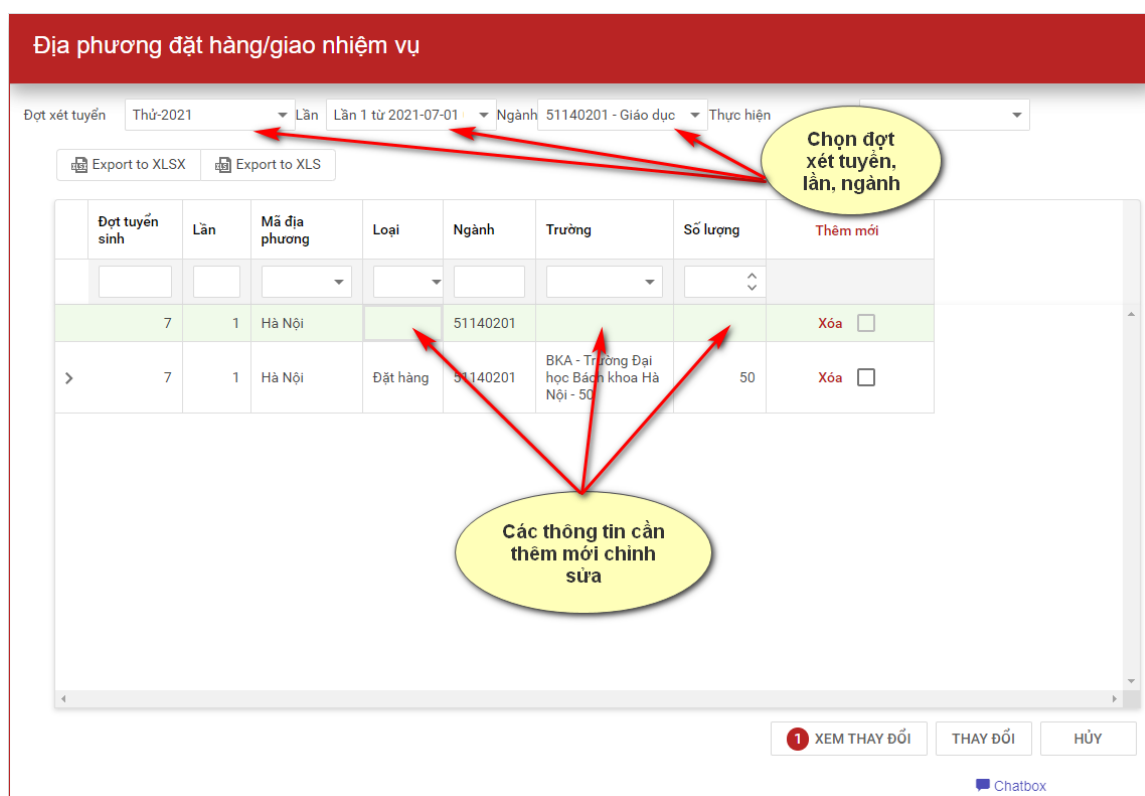 Địa phương đặt hàng/giao nhiệm vụ
Đợt xét tuyển Thử-2021 Lần Lần 1 từ 2021-07-01 Ngành 51140201 - Giáo dục Thực hiện
Chọn đợt
xét tuyển,
lần, ngành
Export to XLSX Export to XLS
Đợt tuyển
sinh
Lần
Mã địa
phương
Loại
Ngành
Trường
Số lượng
Thêm mới
7 1 Hà Nội 51140201 Xóa
7 1 Hà Nội Đặt hàng 51140201
BKA - Trường Đại
học Bách khoa Hà
Nội - 50
50 Xóa
Các thông tin cần
thêm mới chỉnh
sửa
1 XEM THAY ĐỔI THAY ĐỔI HỦY
Chatbox